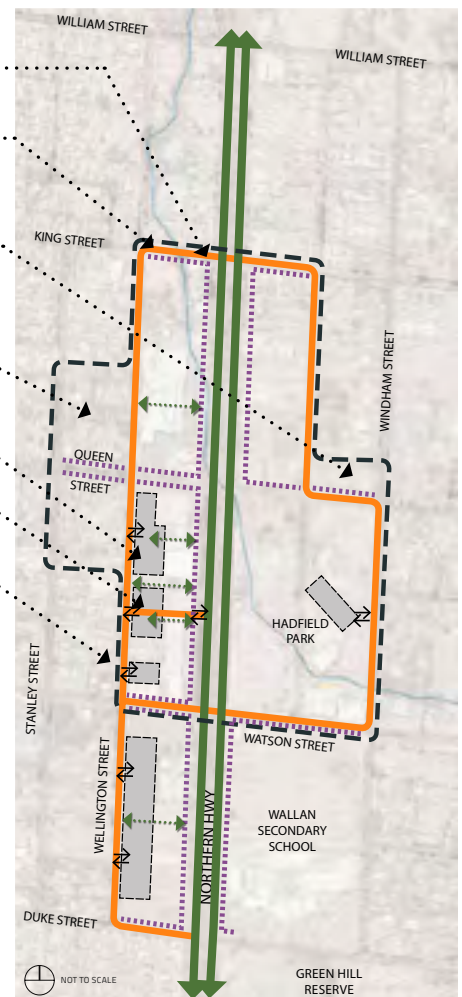 WILLIAM STREET
WILLIAM STREET
KING STREET
WINDHAM STREET
QUEEN
STREET
HADFIELD
PARK
STANLEY STREET
WATSON STREET
WELLINGTON STREET
NORTHERN HWY
WALLAN
SECONDARY
SCHOOL
DUKE STREET
NOT TO SCALE
GREEN HILL
RESERVE